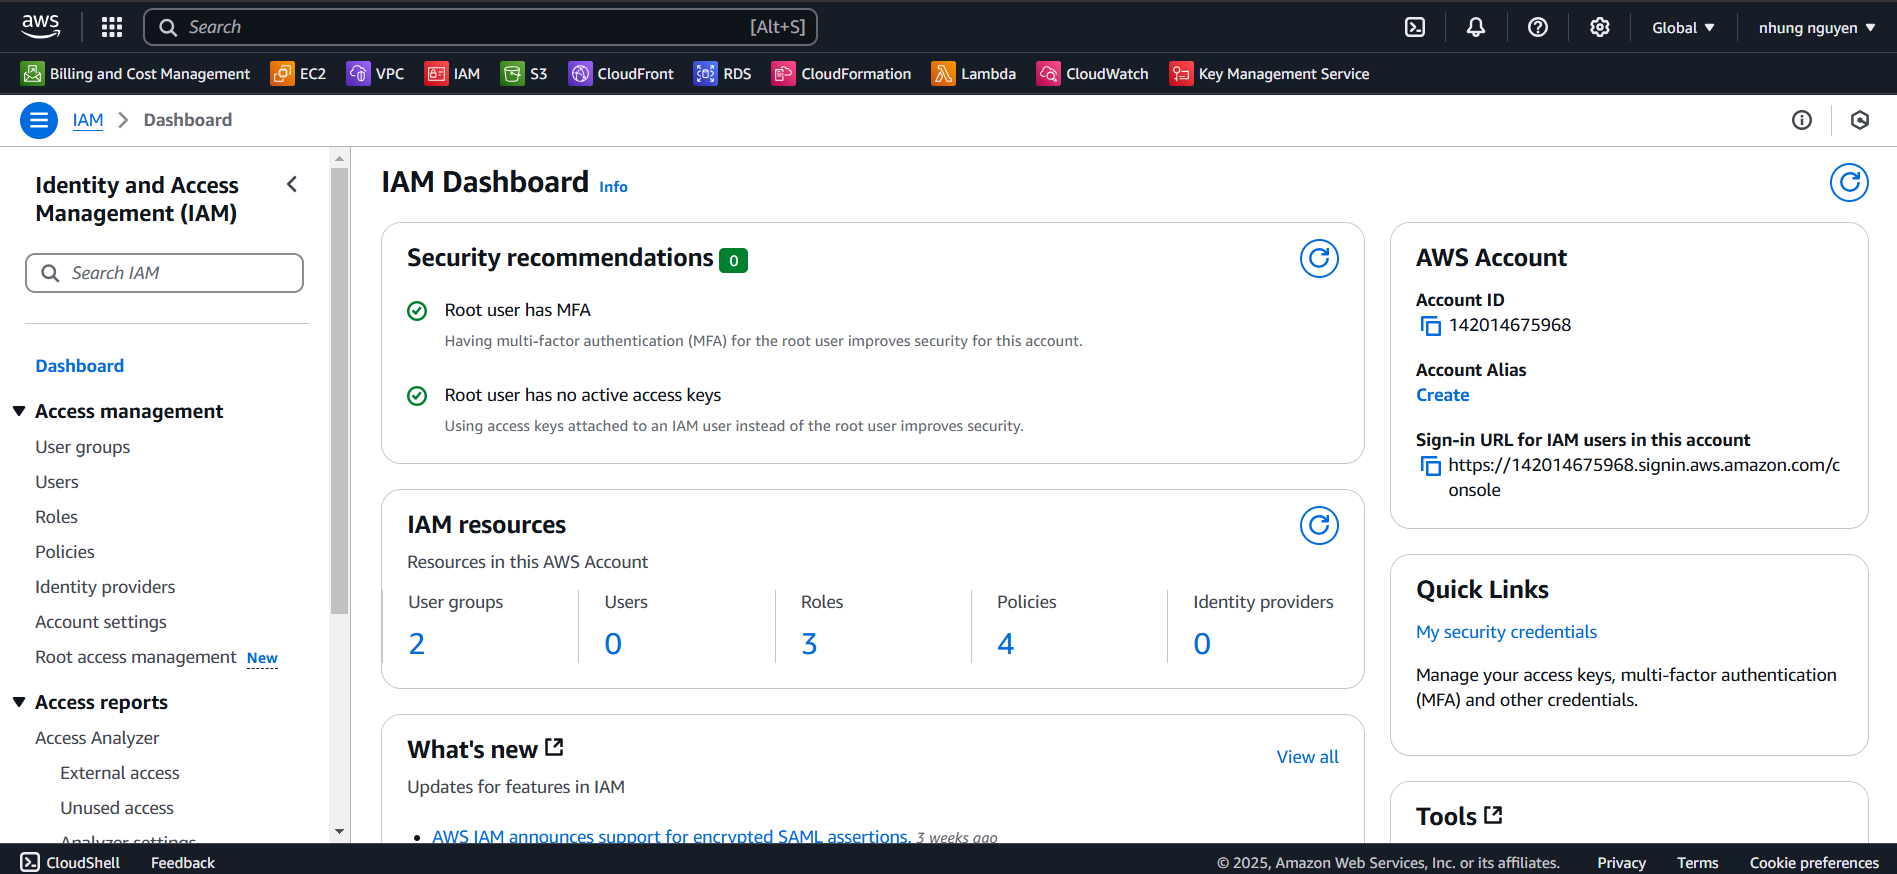 aws
Search
[Alt+S]
Global
nhung nguyen
Billing and Cost Management
EC2
VPC
IAM
S3
CloudFront
RDS
CloudFormation
Lambda
CloudWatch
Key Management Service
IAM
Dashboard
Identity and Access
Management (IAM)
Search IAM
Dashboard
Access management
User groups
Users
Roles
Policies
Identity providers
Account settings
Root access management New
Access reports
Access Analyzer
External access
Unused access
Analyzer settings
IAM Dashboard Info
Security recommendations 0
Root user has MFA
Having multi-factor authentication (MFA) for the root user improves security for this account.
Root user has no active access keys
Using access keys attached to an IAM user instead of the root user improves security.
IAM resources
Resources in this AWS Account
User groups
2
Users
0
Roles
3
Policies
4
Identity providers
0
What's new
View all
Updates for features in IAM
AWS IAM announces support for encrypted SAML assertions. 3 weeks ago
AWS Account
Account ID
142014675968
Account Alias
Create
Sign-in URL for IAM users in this account
https://142014675968.signin.aws.amazon.com/c
onsole
Quick Links
My security credentials
Manage your access keys, multi-factor authentication
(MFA) and other credentials.
Tools
CloudShell
Feedback
© 2025, Amazon Web Services, Inc. or its affiliates.
Privacy
Terms
Cookie preferences